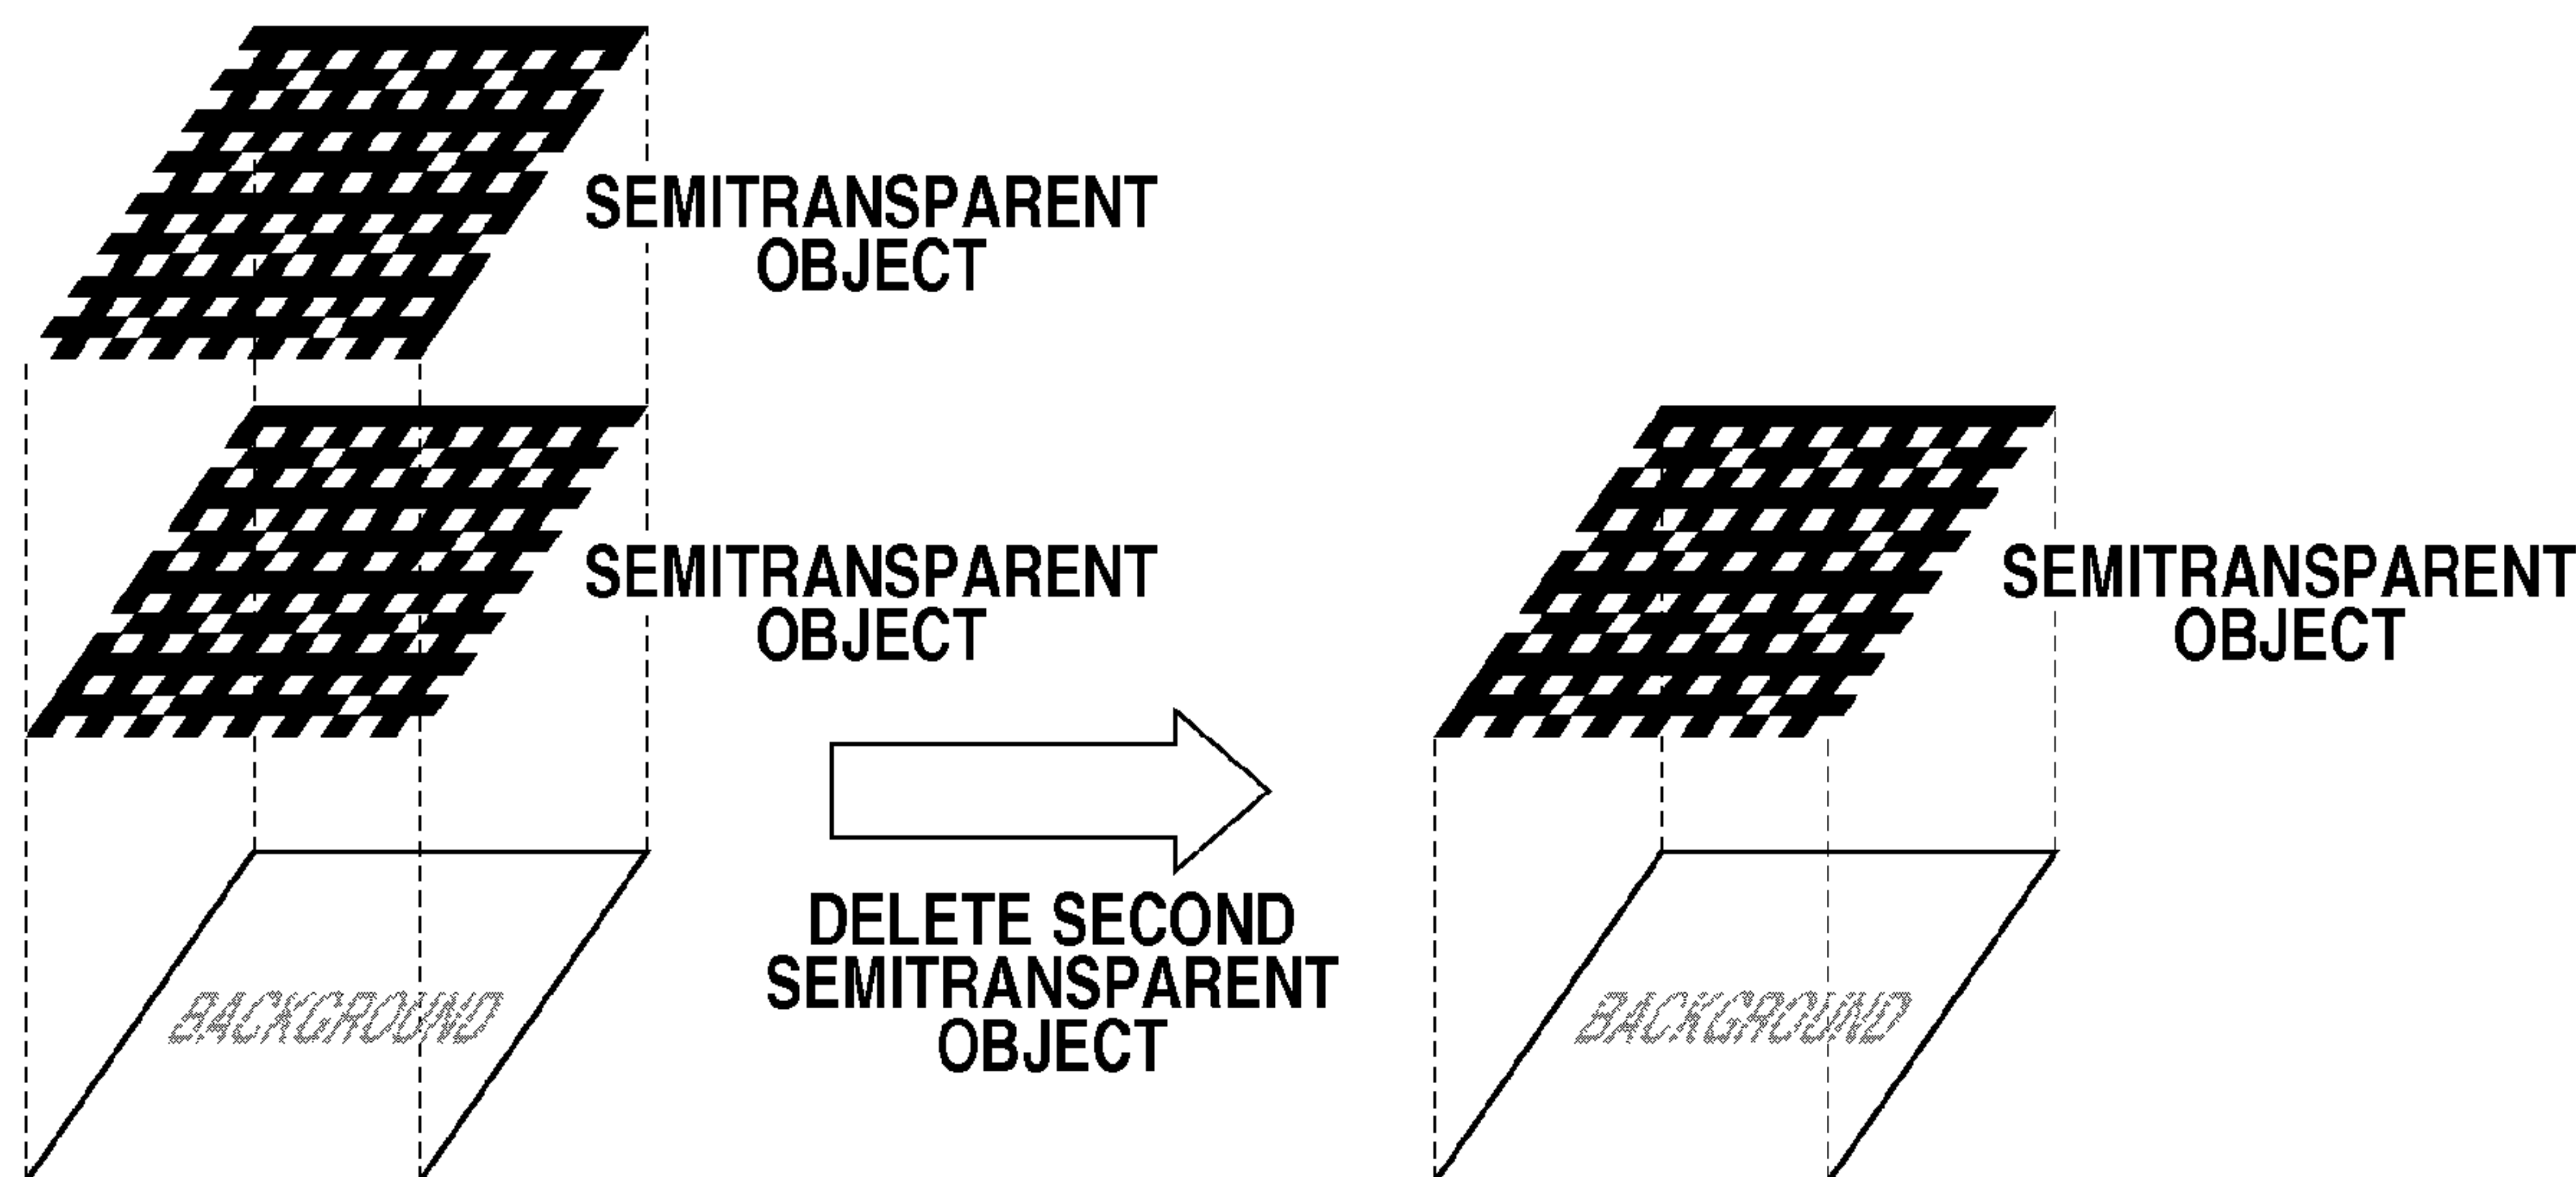 SEMITRANSPARENT
OBJECT
SEMITRANSPARENT
OBJECT
BACKGROUND
DELETE SECOND
SEMITRANSPARENT
OBJECT
SEMITRANSPARENT
OBJECT
BACKGROUND